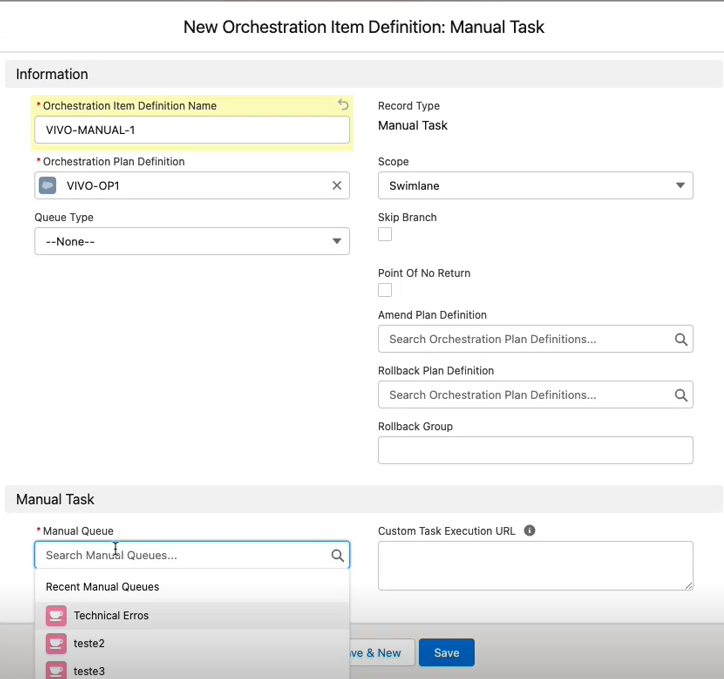 New Orchestration Item Definition: Manual Task
Information
* Orchestration Item Definition Name
VIVO-MANUAL-1
Record Type
Manual Task
* Orchestration Plan Definition
VIVO-OP1
Scope
Swimlane
Queue Type
--None--
Skip Branch
Point Of No Return
Amend Plan Definition
Search Orchestration Plan Definitions...
Rollback Plan Definition
Search Orchestration Plan Definitions...
Rollback Group
Manual Task
* Manual Queue
Search Manual Queues...
Custom Task Execution URL
Recent Manual Queues
Technical Erros
teste2
teste3
ve & New
Save